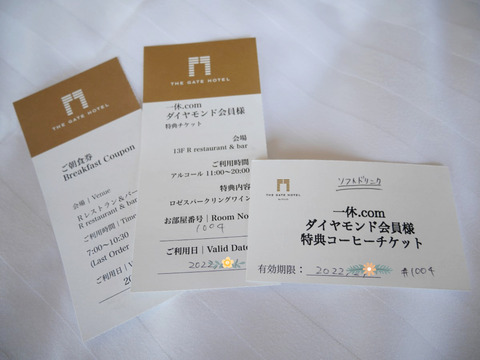 THE GATE HOTEL
ご朝食券
Breakfast Coupon
会場 | Venue
R レストラン&バー
R restaurant & bar
ご利用時間 | Time
7:00～10:30
(Last Order
ご利用日 | Valid
20
THE GATE HOTEL
一休.com
ダイヤモンド会員様
特典チケット
会場
13F R restaurant & bar
ご利用時間
アルコール 11:00～20:00
特典内容
ロゼスパークリングワイン
お部屋番号 | Room No
1004
ご利用日 | Valid Date
2022.
THE GATE HOTEL
ソフトドリンク
一休.com
ダイヤモンド会員様
特典コーヒーチケット
有効期限： 2022. #1004